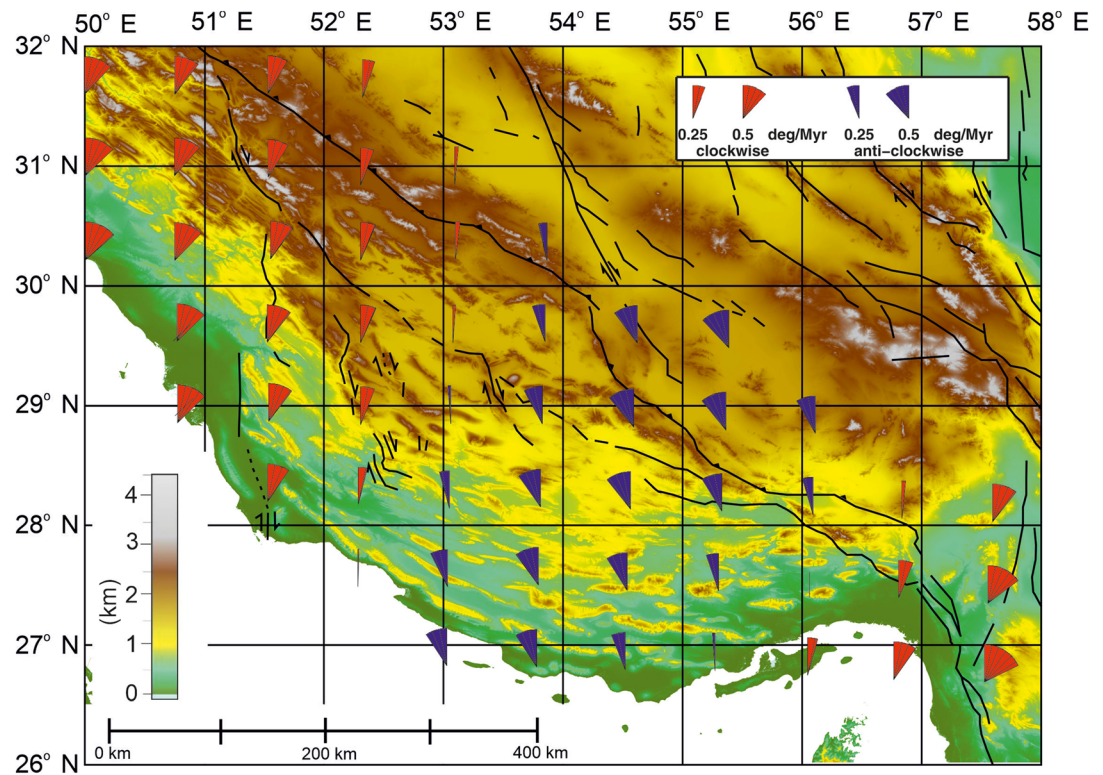 50° E 51° E 52° E 53° E 54° E 55° E 56° E 57° E 58° E
32° N
0.25 0.5 deg/Myr 0.25 0.5 deg/Myr
clockwise anti-clockwise
31° N
30° N
29° N
4
28° N
3
(km)
2
27° N
1
0
0 km 200 km 400 km
26° N